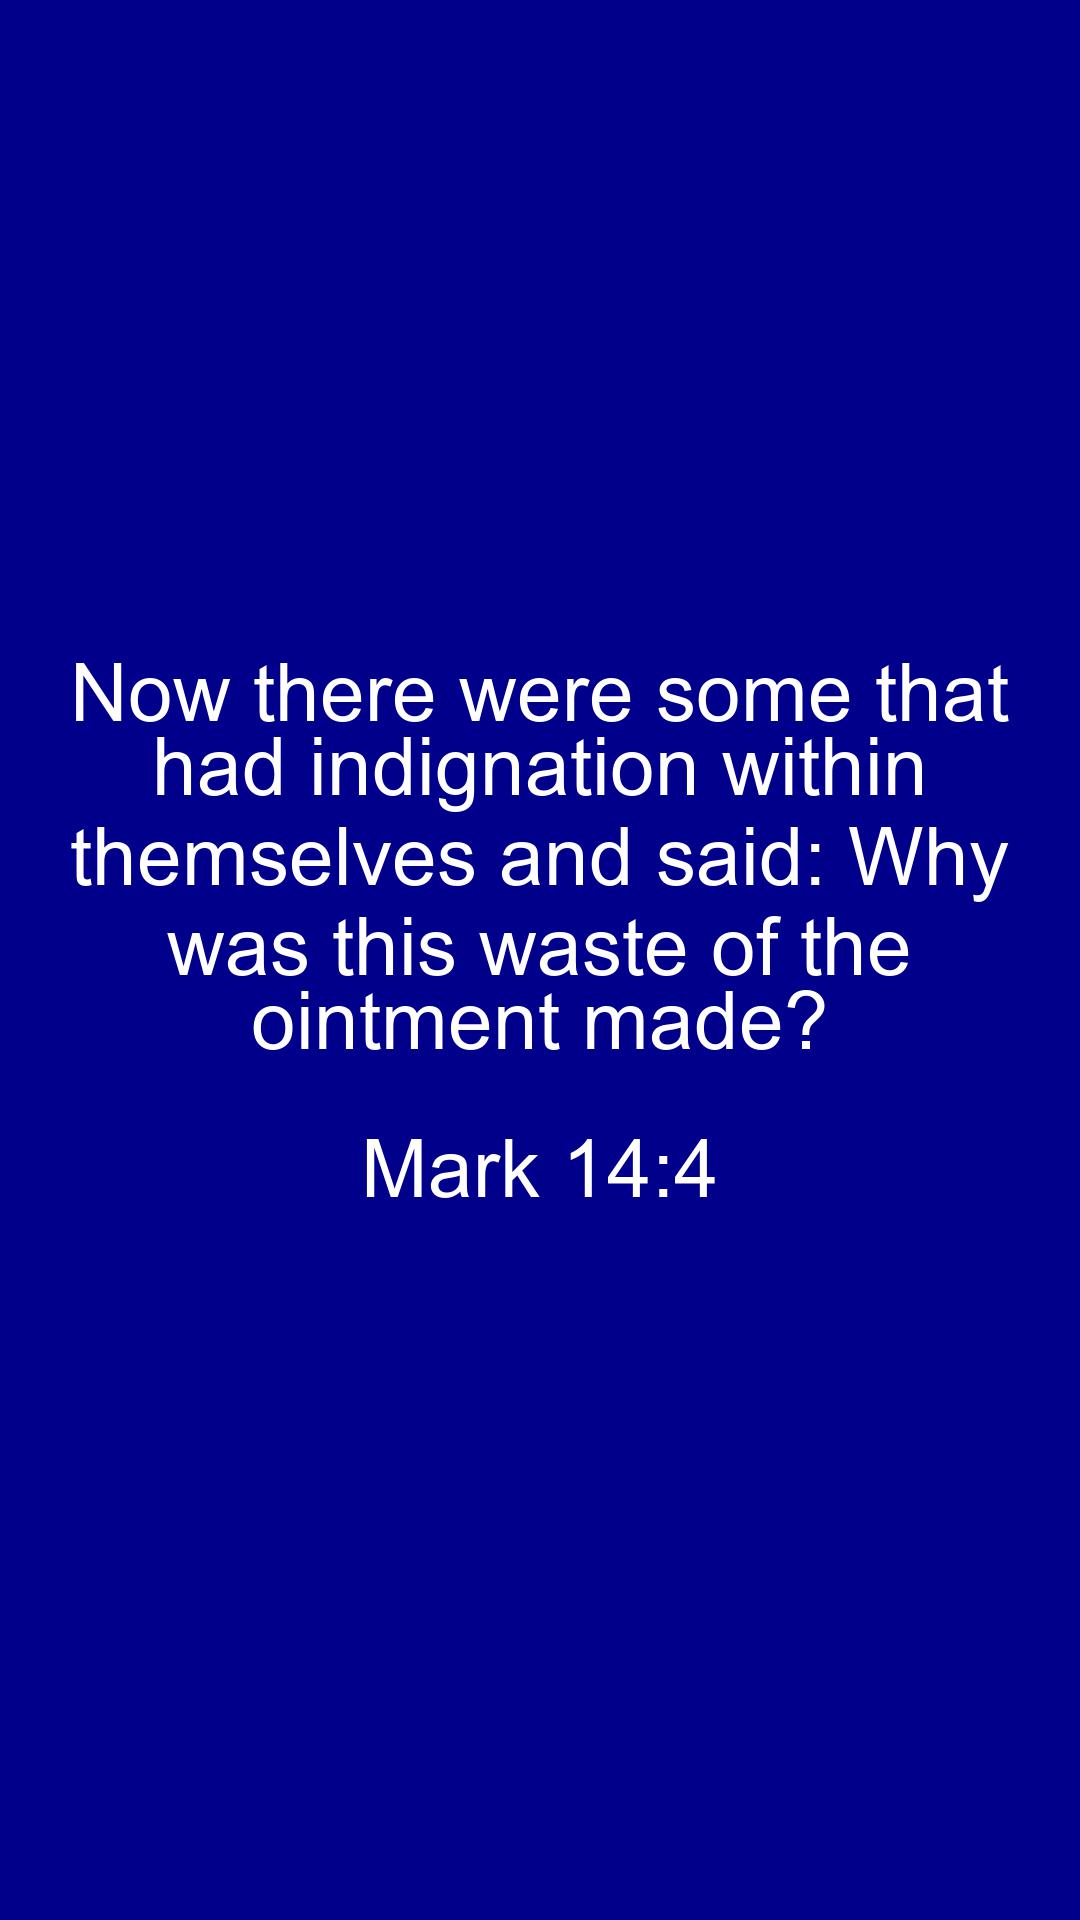 Now there were some that
had indignation within
themselves and said: Why
was this waste of the
ointment made?
Mark 14:4